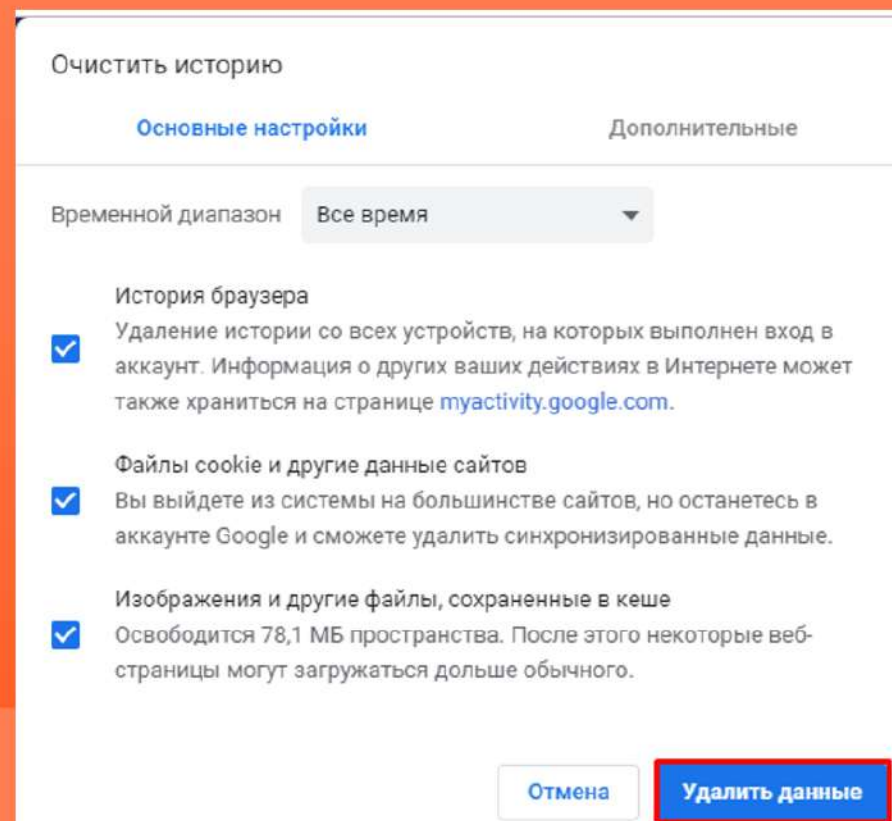 Очистить историю
Основные настройки
Дополнительные
Временной диапазон
Все время
История браузера
Удаление истории со всех устройств, на которых выполнен вход в
аккаунт. Информация о других ваших действиях в Интернете может
также храниться на странице myactivity.google.com.
Файлы cookie и другие данные сайтов
Вы выйдете из системы на большинстве сайтов, но останетесь в
аккаунте Google и сможете удалить синхронизированные данные.
Изображения и другие файлы, сохраненные в кеше
Освободится 78,1 МБ пространства. После этого некоторые веб-
страницы могут загружаться дольше обычного.
Отмена
Удалить данные